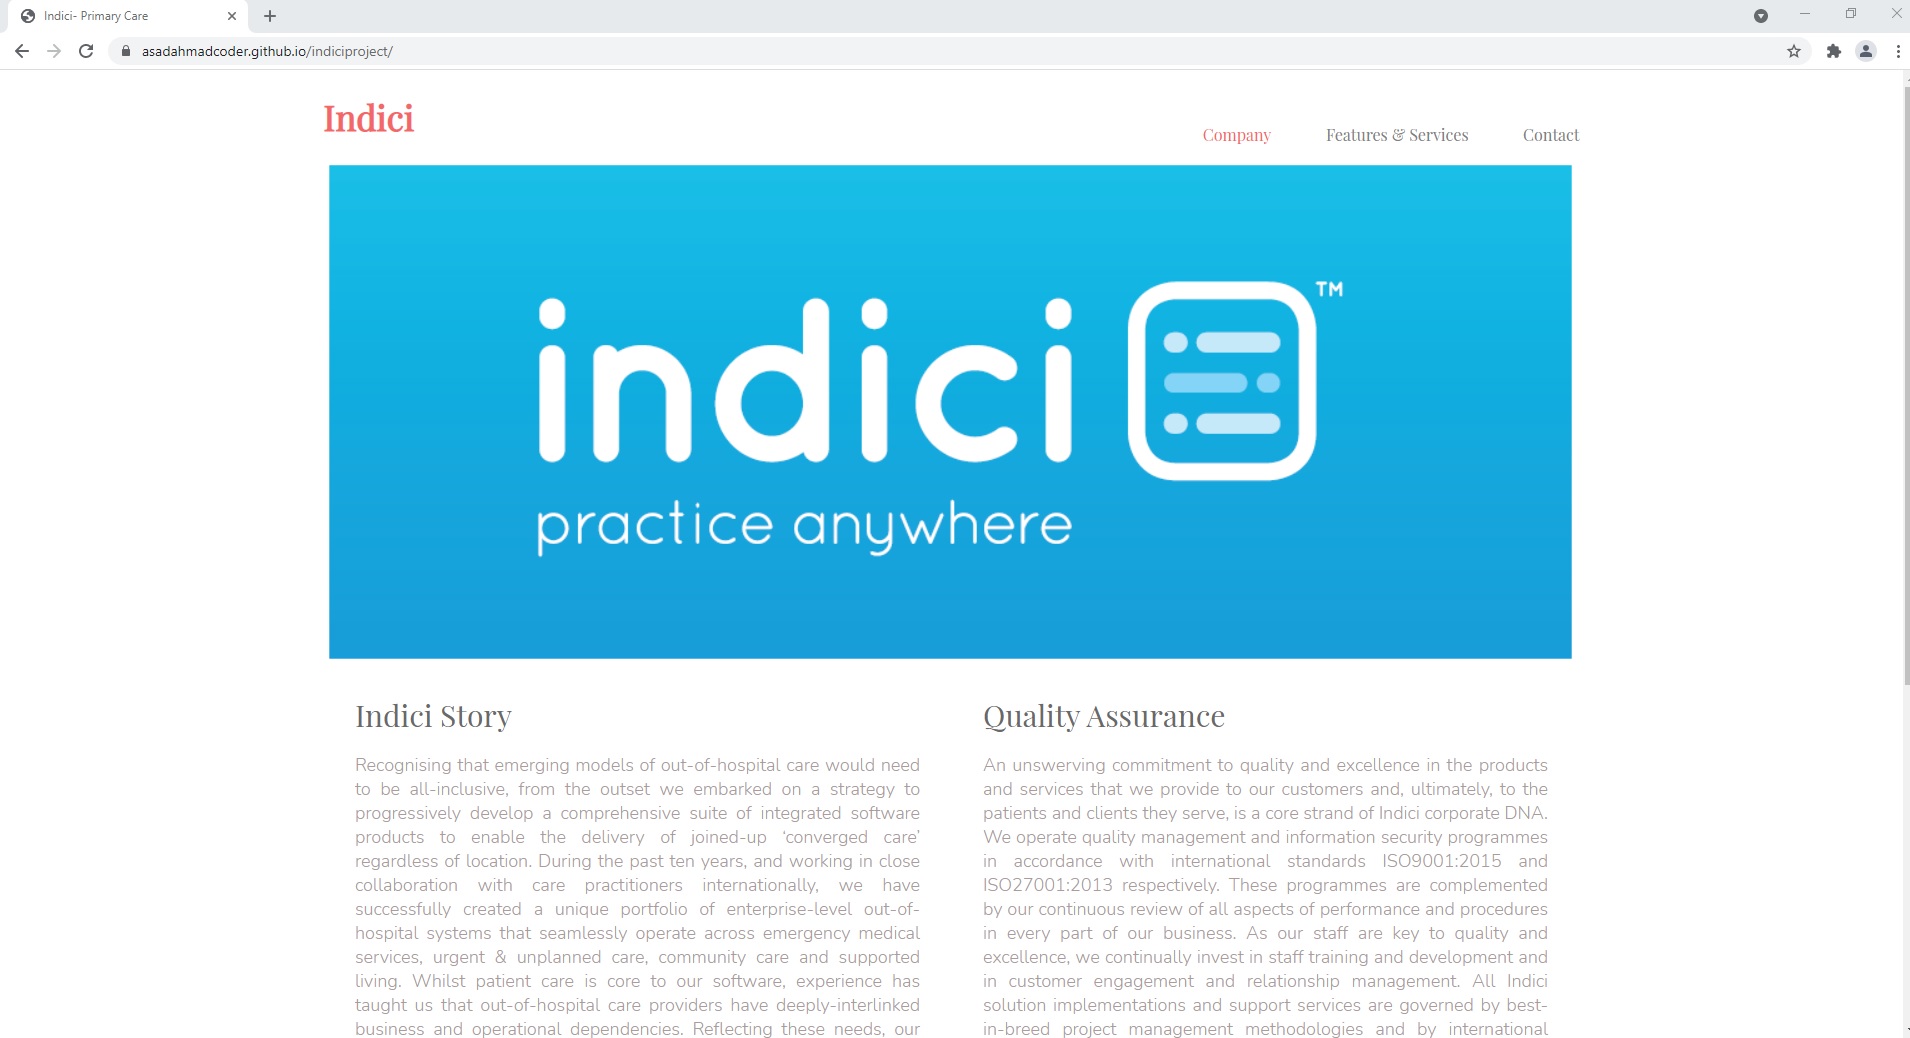 Indici- Primary Care
asadahmadcoder.github.io/indiciproject/
Indici
Company
Features & Services
Contact
indici
TM
practice anywhere
Indici Story
Recognising that emerging models of out-of-hospital care would need
to be all-inclusive, from the outset we embarked on a strategy to
progressively develop a comprehensive suite of integrated software
products to enable the delivery of joined-up ‘converged care’
regardless of location. During the past ten years, and working in close
collaboration with care practitioners internationally, we have
successfully created a unique portfolio of enterprise-level out-of-
hospital systems that seamlessly operate across emergency medical
services, urgent & unplanned care, community care and supported
living. Whilst patient care is core to our software, experience has
taught us that out-of-hospital care providers have deeply-interlinked
business and operational dependencies. Reflecting these needs, our
Quality Assurance
An unswerving commitment to quality and excellence in the products
and services that we provide to our customers and, ultimately, to the
patients and clients they serve, is a core strand of Indici corporate DNA.
We operate quality management and information security programmes
in accordance with international standards ISO9001:2015 and
ISO27001:2013 respectively. These programmes are complemented
by our continuous review of all aspects of performance and procedures
in every part of our business. As our staff are key to quality and
excellence, we continually invest in staff training and development and
in customer engagement and relationship management. All Indici
solution implementations and support services are governed by best-
in-breed project management methodologies and by international